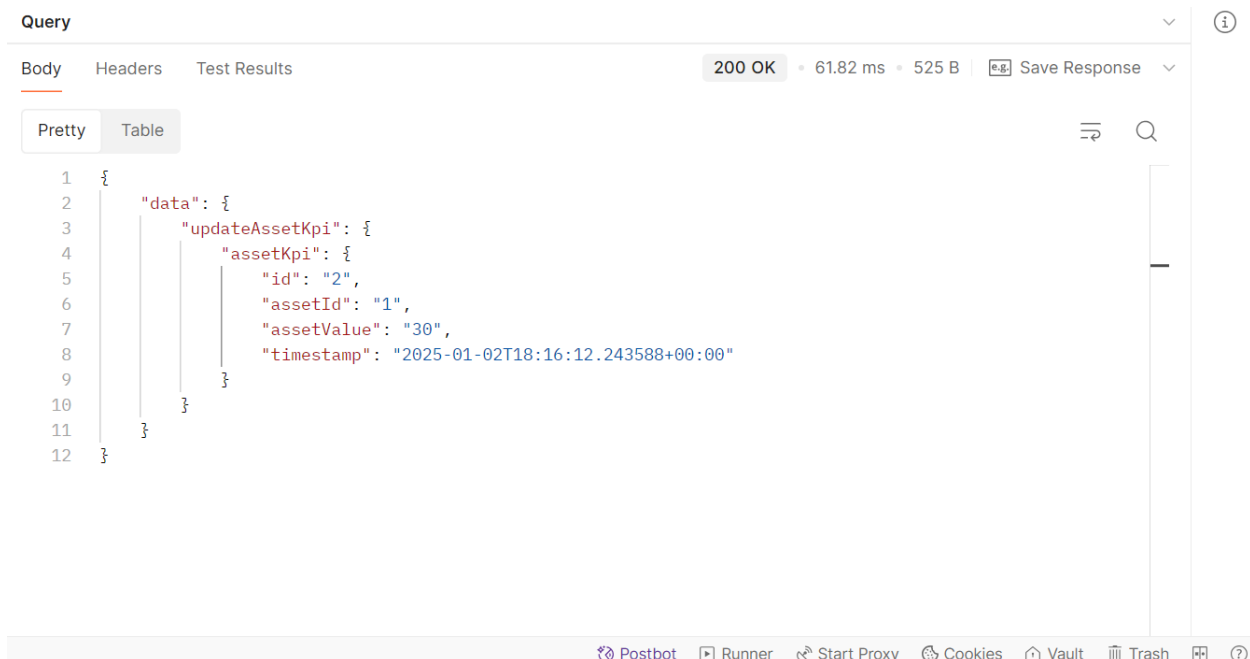 Query
Body Headers Test Results 200 OK • 61.82 ms • 525 B e.g. Save Response
Pretty Table
1 {
2     "data": {
3         "updateAssetKpi": {
4             "assetKpi": {
5                 "id": "2",
6                 "assetId": "1",
7                 "assetValue": "30",
8                 "timestamp": "2025-01-02T18:16:12.243588+00:00"
9             }
10         }
11     }
12 }
Postbot Runner Start Proxy Cookies Vault Trash